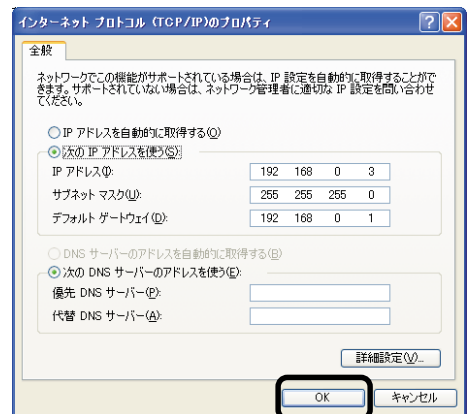 インターネット プロトコル (TCP/IP)のプロパティ
全般
ネットワークでこの機能がサポートされている場合は、IP 設定を自動的に取得することがで
きます。サポートされていない場合は、ネットワーク管理者に適切な IP 設定を問い合わせ
てください。
IP アドレスを自動的に取得する(O)
次の IP アドレスを使う(S):
IP アドレス(I): 192 168 0 3
サブネット マスク(U): 255 255 255 0
デフォルト ゲートウェイ(D): 192 168 0 1
DNS サーバーのアドレスを自動的に取得する(B)
次の DNS サーバーのアドレスを使う(E):
優先 DNS サーバー(P):
代替 DNS サーバー(A):
詳細設定(V)...
OK キャンセル